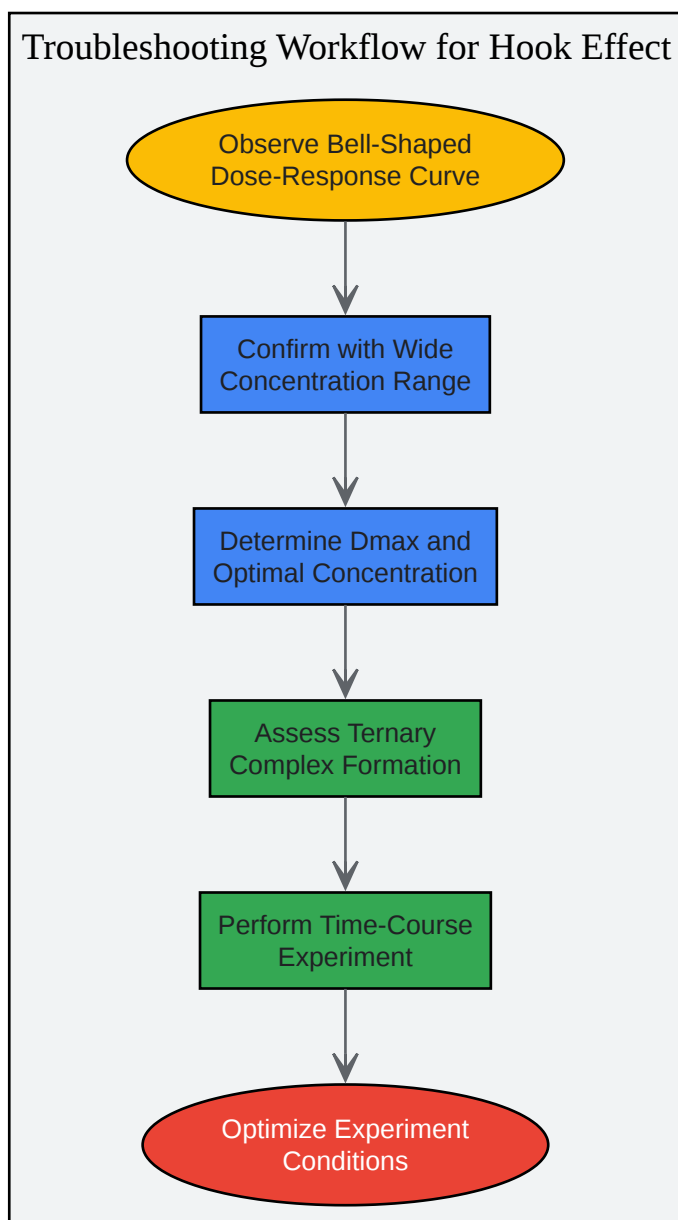 Troubleshooting Workflow for Hook Effect
Observe Bell-Shaped
Dose-Response Curve
Confirm with Wide
Concentration Range
Determine Dmax and
Optimal Concentration
Assess Ternary
Complex Formation
Perform Time-Course
Experiment
Optimize Experiment
Conditions